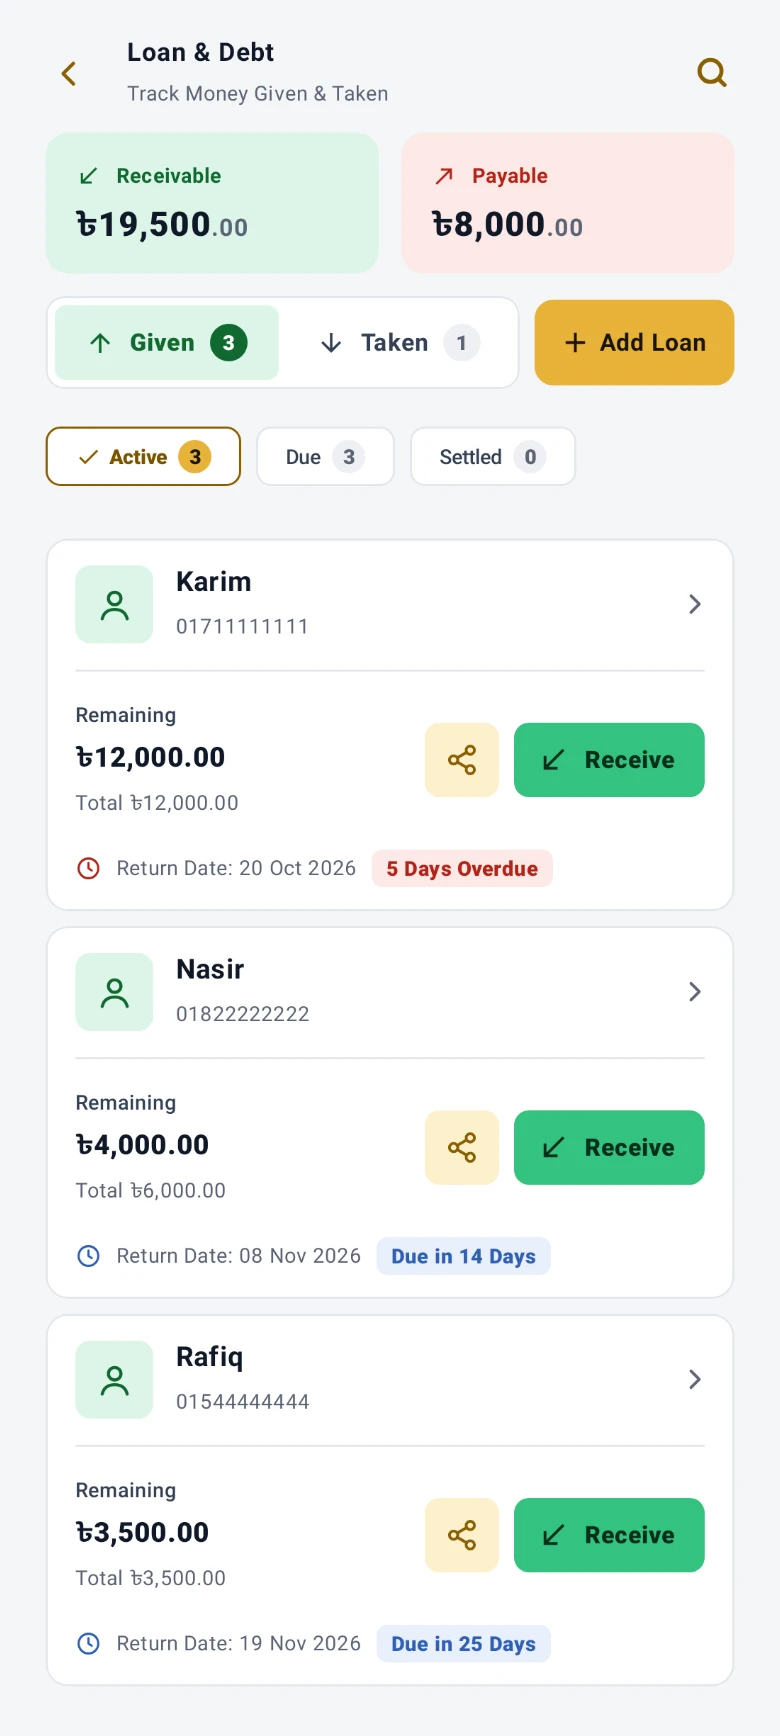 Loan & Debt
Track Money Given & Taken
Receivable
৳19,500.00
Payable
৳8,000.00
Given 3
Taken 1
+ Add Loan
Active 3
Due 3
Settled 0
Karim
01711111111
Remaining
৳12,000.00
Total ৳12,000.00
Receive
Return Date: 20 Oct 2026
5 Days Overdue
Nasir
01822222222
Remaining
৳4,000.00
Total ৳6,000.00
Receive
Return Date: 08 Nov 2026
Due in 14 Days
Rafiq
01544444444
Remaining
৳3,500.00
Total ৳3,500.00
Receive
Return Date: 19 Nov 2026
Due in 25 Days